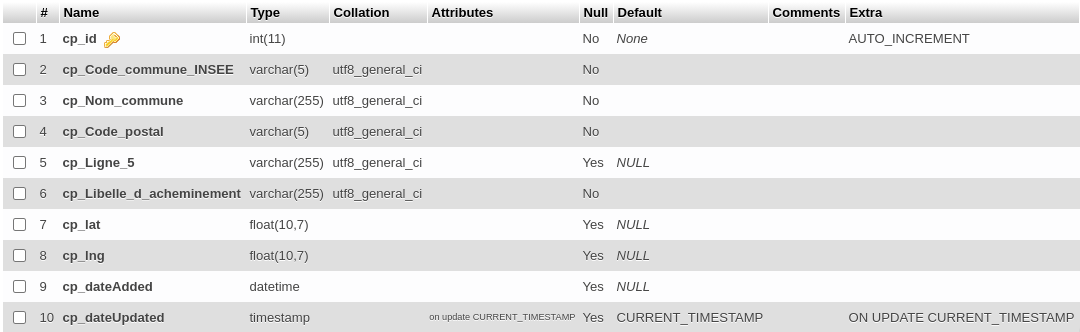 # Name Type Collation Attributes Null Default Comments Extra
1 cp_id int(11) No None AUTO_INCREMENT
2 cp_Code_commune_INSEE varchar(5) utf8_general_ci No
3 cp_Nom_commune varchar(255) utf8_general_ci No
4 cp_Code_postal varchar(5) utf8_general_ci No
5 cp_Ligne_5 varchar(255) utf8_general_ci Yes NULL
6 cp_Libelle_d_acheminement varchar(255) utf8_general_ci No
7 cp_lat float(10,7) Yes NULL
8 cp_lng float(10,7) Yes NULL
9 cp_dateAdded datetime Yes NULL
10 cp_dateUpdated timestamp on update CURRENT_TIMESTAMP Yes CURRENT_TIMESTAMP ON UPDATE CURRENT_TIMESTAMP